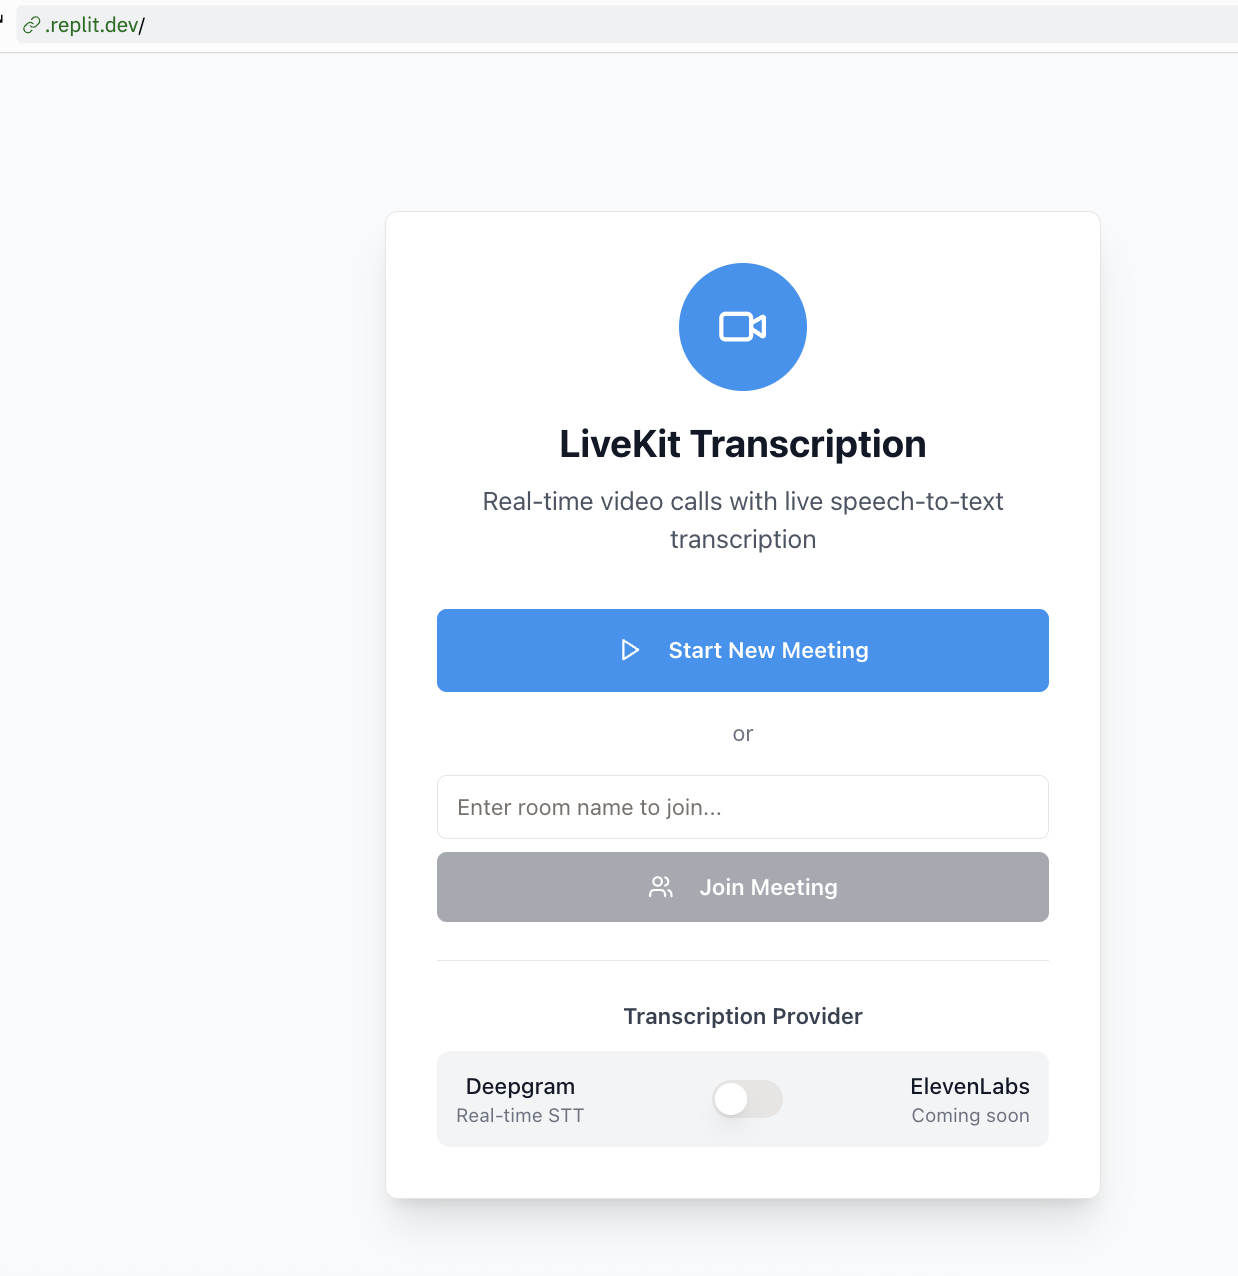 .replit.dev/
LiveKit Transcription
Real-time video calls with live speech-to-text
transcription
Start New Meeting
or
Enter room name to join...
Join Meeting
Transcription Provider
Deepgram
Real-time STT
ElevenLabs
Coming soon